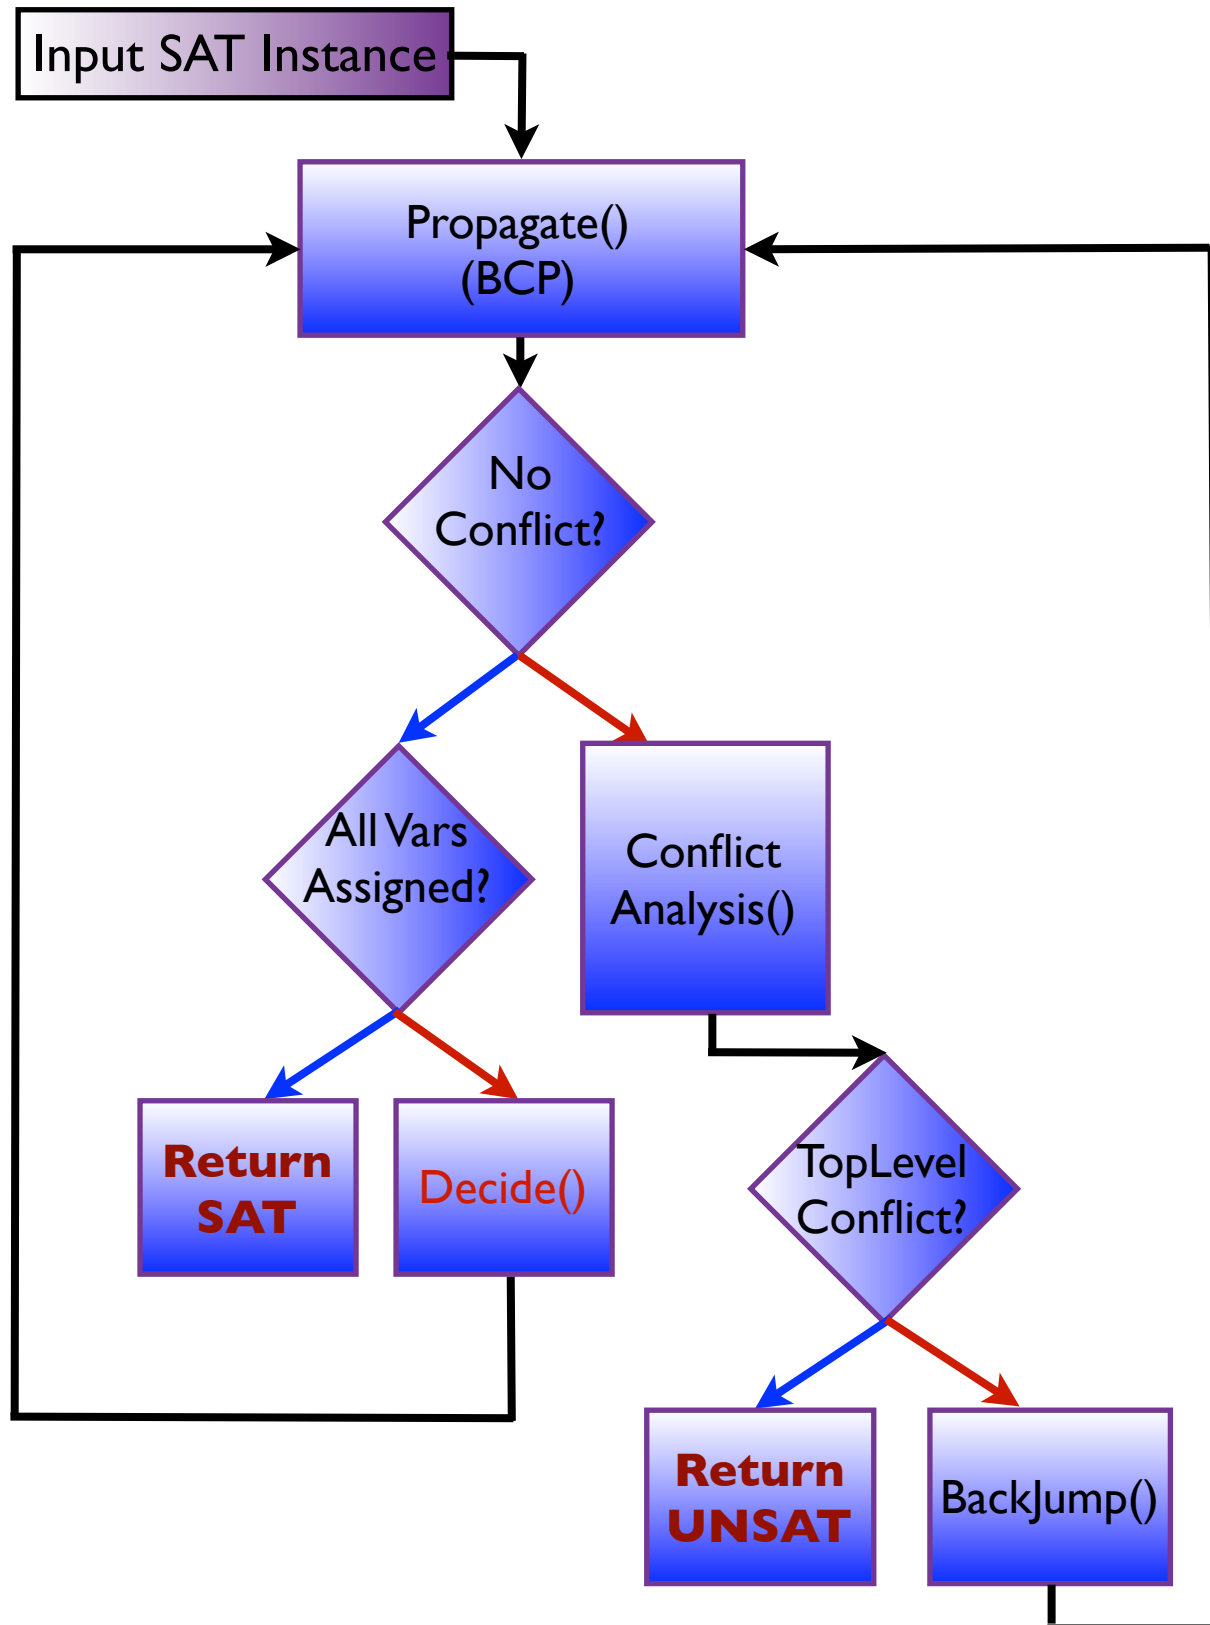 Input SAT Instance
Propagate()
(BCP)
No
Conflict?
All Vars
Assigned?
Conflict
Analysis()
Return
SAT
Decide()
TopLevel
Conflict?
Return
UNSAT
BackJump()